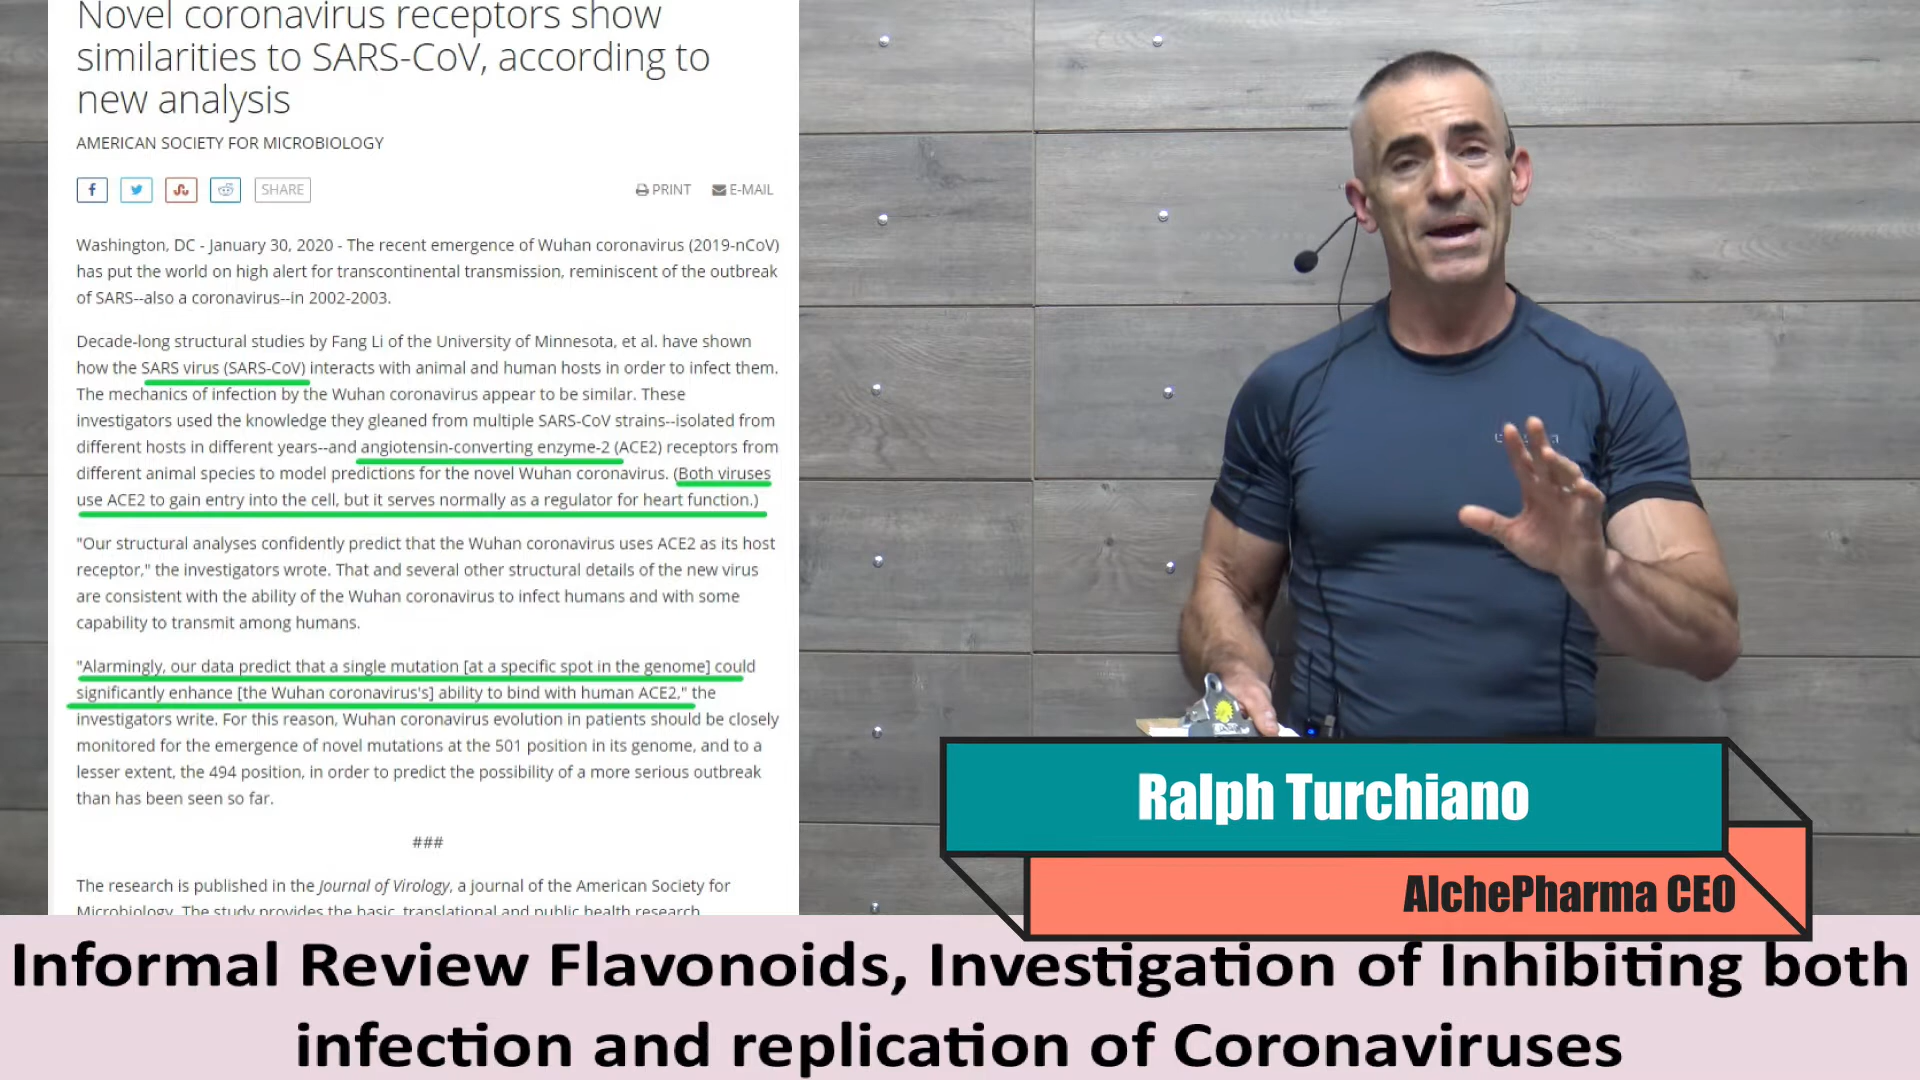 Novel coronavirus receptors show
similarities to SARS-CoV, according to
new analysis
AMERICAN SOCIETY FOR MICROBIOLOGY
SHARE
PRINT
E-MAIL
Washington, DC - January 30, 2020 - The recent emergence of Wuhan coronavirus (2019-nCoV)
has put the world on high alert for transcontinental transmission, reminiscent of the outbreak
of SARS--also a coronavirus--in 2002-2003.
Decade-long structural studies by Fang Li of the University of Minnesota, et al. have shown
how the SARS virus (SARS-CoV) interacts with animal and human hosts in order to infect them.
The mechanics of infection by the Wuhan coronavirus appear to be similar. These
investigators used the knowledge they gleaned from multiple SARS-CoV strains--isolated from
different hosts in different years--and angiotensin-converting enzyme-2 (ACE2) receptors from
different animal species to model predictions for the novel Wuhan coronavirus. (Both viruses
use ACE2 to gain entry into the cell, but it serves normally as a regulator for heart function.)
"Our structural analyses confidently predict that the Wuhan coronavirus uses ACE2 as its host
receptor," the investigators wrote. That and several other structural details of the new virus
are consistent with the ability of the Wuhan coronavirus to infect humans and with some
capability to transmit among humans.
"Alarmingly, our data predict that a single mutation [at a specific spot in the genome] could
significantly enhance [the Wuhan coronavirus's] ability to bind with human ACE2," the
investigators write. For this reason, Wuhan coronavirus evolution in patients should be closely
monitored for the emergence of novel mutations at the 501 position in its genome, and to a
lesser extent, the 494 position, in order to predict the possibility of a more serious outbreak
than has been seen so far.
###
The research is published in the Journal of Virology, a journal of the American Society for
Microbiology. The study provides the basic, translational and public health research
Ralph Turchiano
AlchePharma CEO
Informal Review Flavonoids, Investigation of Inhibiting both
infection and replication of Coronaviruses